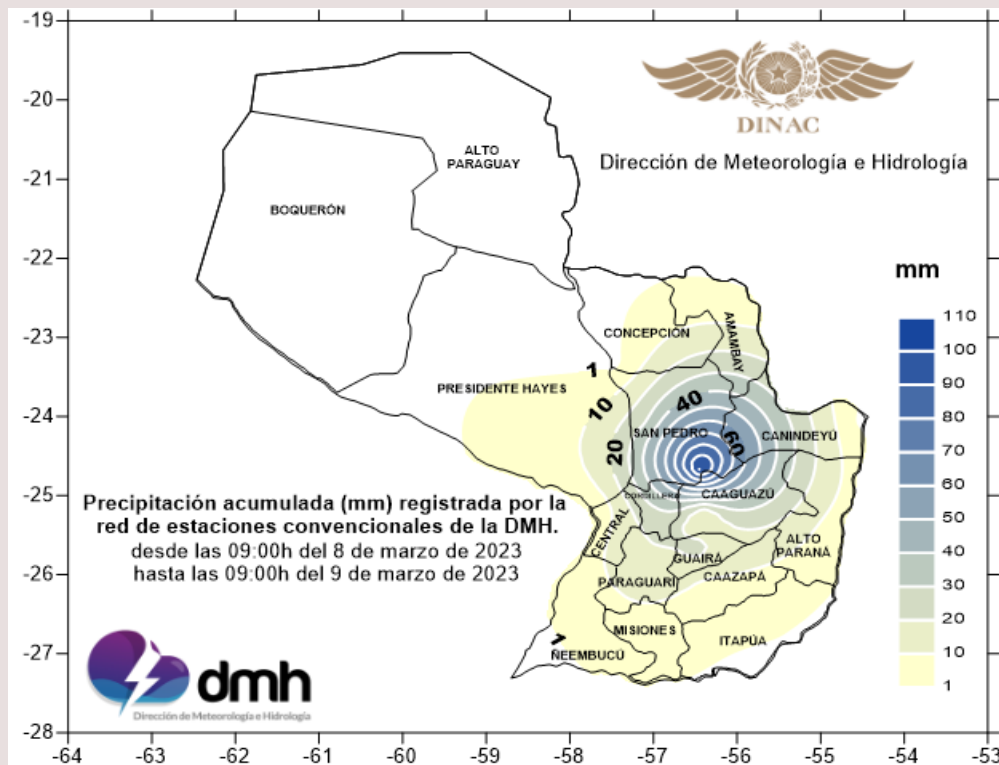 DINAC
Dirección de Meteorología e Hidrología
-19
-20
-21
-22
-23
-24
-25
-26
-27
-28
ALTO
PARAGUAY
BOQUERÓN
CONCEPCIÓN
AMAMBAY
PRESIDENTE HAYES
SAN PEDRO
CANINDEYÚ
CORDILLERA
CAAGUAZÚ
CENTRAL
GUAIRÁ
ALTO
PARANÁ
PARAGUARÍ
CAAZAPÁ
MISIONES
ITAPÚA
ÑEEMBUCÚ
1
10
20
40
60
1
mm
110
100
90
80
70
60
50
40
30
20
10
1
Precipitación acumulada (mm) registrada por la
red de estaciones convencionales de la DMH.
desde las 09:00h del 8 de marzo de 2023
hasta las 09:00h del 9 de marzo de 2023
dmh
Dirección de Meteorología e Hidrología
-64
-63
-62
-61
-60
-59
-58
-57
-56
-55
-54
-53